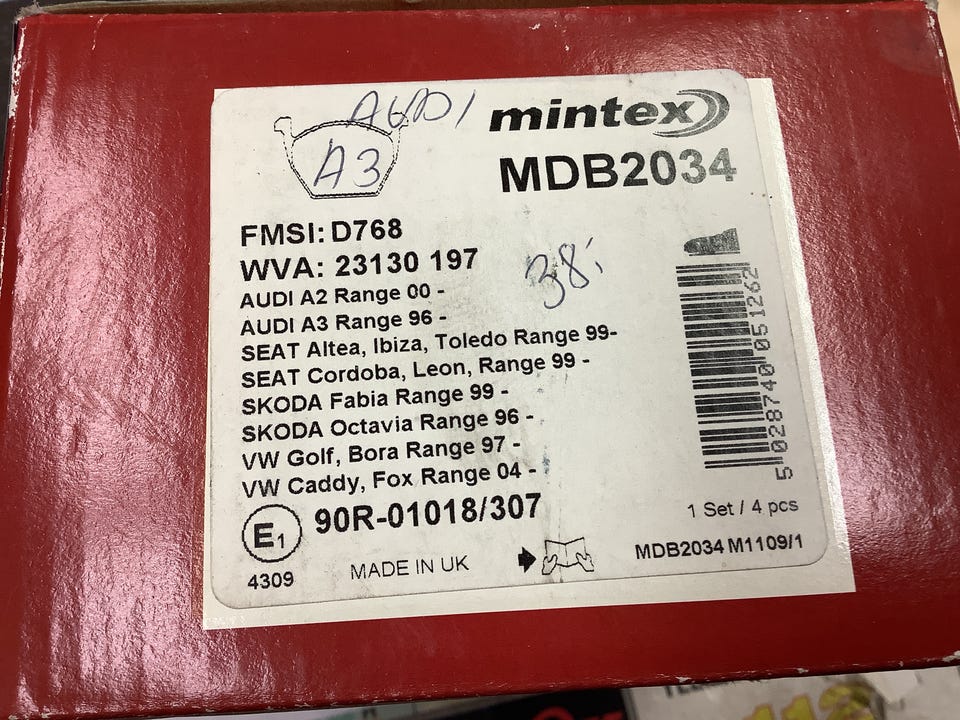 AUDI
mintex
A3
MDB2034
FMSI: D768
WVA: 23130 197
38;
AUDI A2 Range 00 -
AUDI A3 Range 96 -
SEAT Altea, Ibiza, Toledo Range 99-
SEAT Cordoba, Leon, Range 99 -
SKODA Fabia Range 99 -
SKODA Octavia Range 96 -
VW Golf, Bora Range 97 -
VW Caddy, Fox Range 04 -
5 028740 051262
E1
90R-01018/307
1 Set / 4 pcs
4309
MADE IN UK
MDB2034 M1109/1